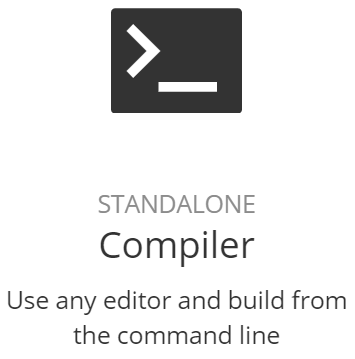 STANDALONE
Compiler
Use any editor and build from
the command line